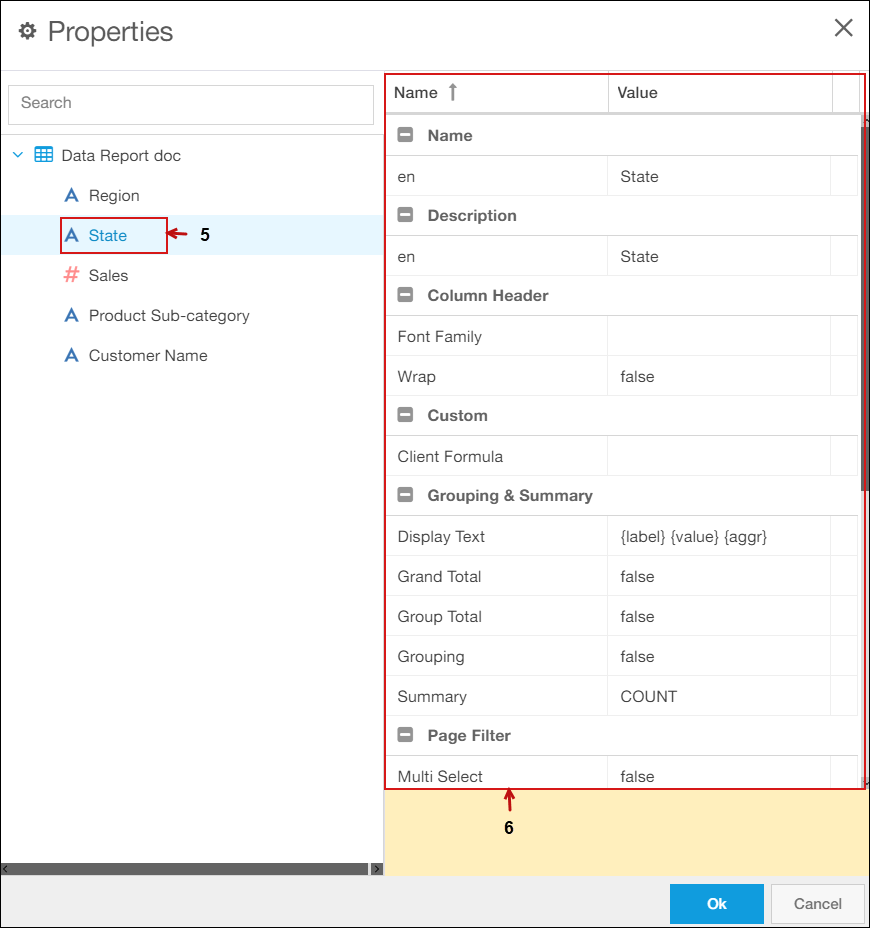 Properties
Search
Data Report doc
Region
State
5
Sales
Product Sub-category
Customer Name
Name Value
Name
en State
Description
en State
Column Header
Font Family
Wrap false
Custom
Client Formula
Grouping & Summary
Display Text {label} {value} {aggr}
Grand Total false
Group Total false
Grouping false
Summary COUNT
Page Filter
Multi Select false
6
Ok Cancel